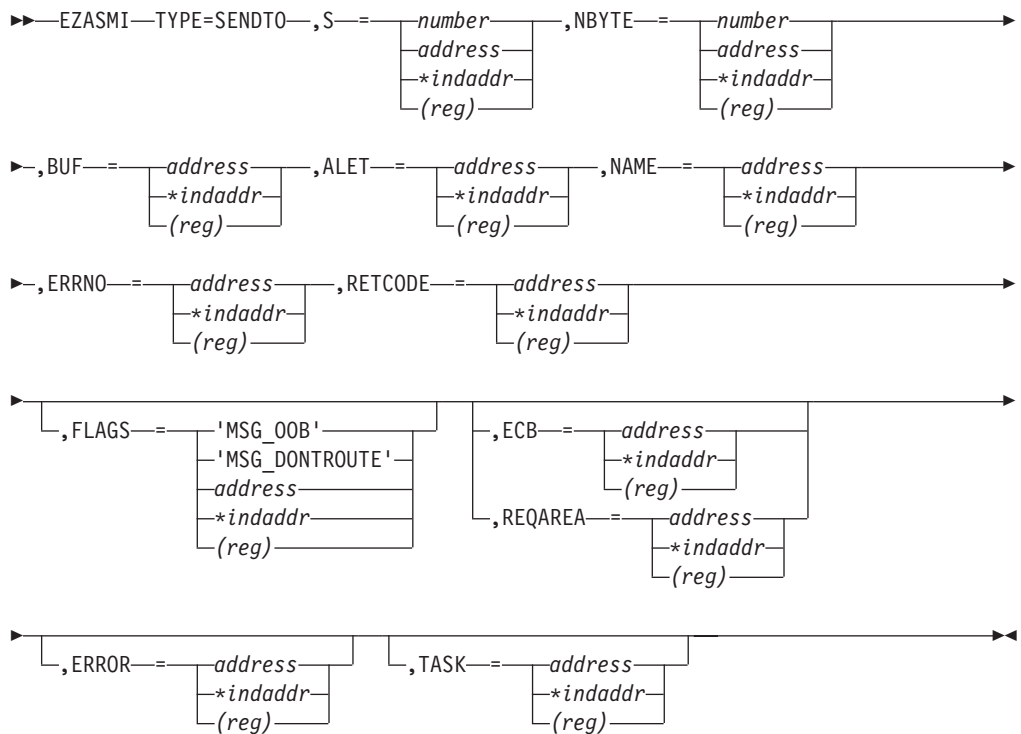 EZASMI TYPE=SENDTO ,S = number ,NBYTE = number
address address
*indaddr *indaddr
(reg) (reg)
,BUF = address ,ALET = address ,NAME = address
*indaddr *indaddr *indaddr
(reg) (reg) (reg)
,ERRNO = address ,RETCODE = address
*indaddr *indaddr
(reg) (reg)
,FLAGS = 'MSG_OOB' ,ECB = address
'MSG_DONTROUTE' *indaddr
address (reg)
*indaddr ,REQAREA = address
(reg) *indaddr
(reg)
,ERROR = address ,TASK = address
*indaddr *indaddr
(reg) (reg)